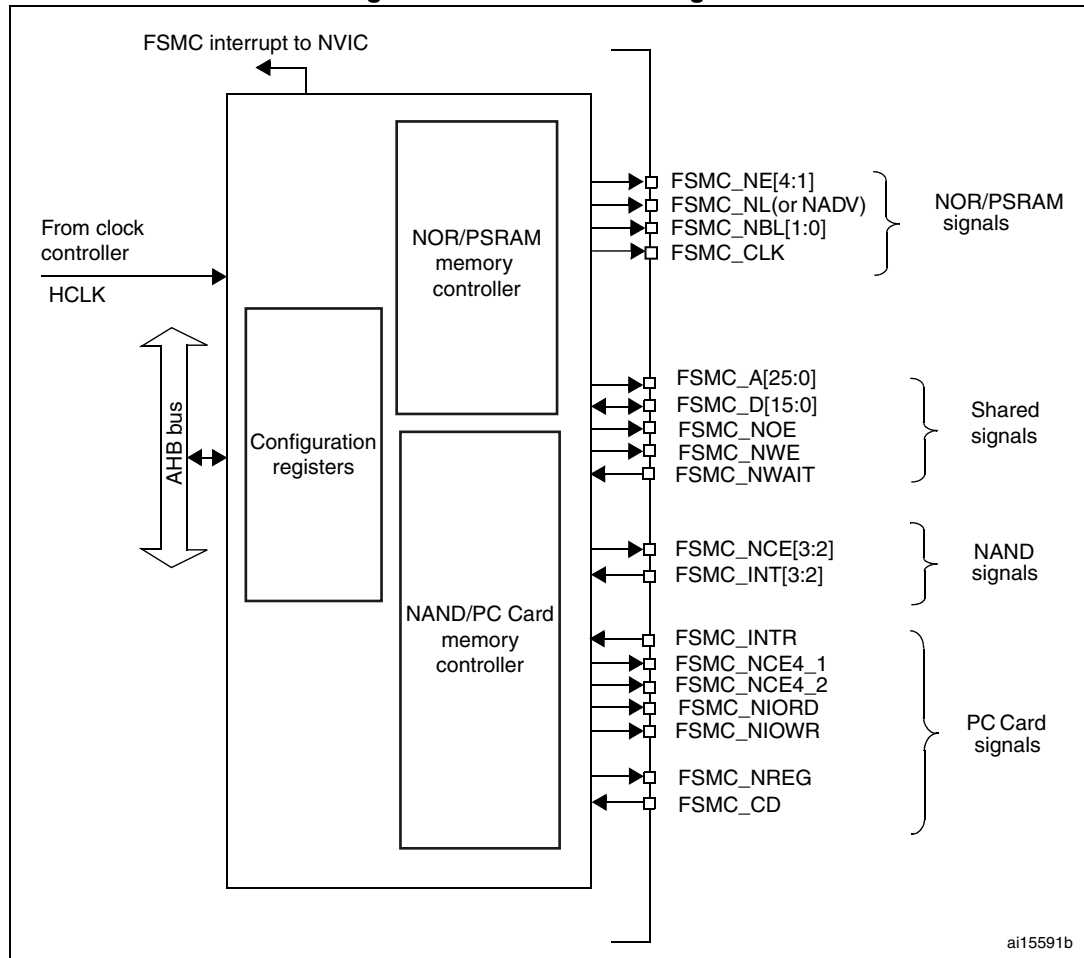 FSMC interrupt to NVIC
From clock
controller
HCLK
AHB bus
Configuration
registers
NOR/PSRAM
memory
controller
NAND/PC Card
memory
controller
FSMC_NE[4:1]
FSMC_NL(or NADV)
FSMC_NBL[1:0]
FSMC_CLK
NOR/PSRAM
signals
FSMC_A[25:0]
FSMC_D[15:0]
FSMC_NOE
FSMC_NWE
FSMC_NWAIT
Shared
signals
FSMC_NCE[3:2]
FSMC_INT[3:2]
NAND
signals
FSMC_INTR
FSMC_NCE4_1
FSMC_NCE4_2
FSMC_NIORD
FSMC_NIOWR
FSMC_NREG
FSMC_CD
PC Card
signals
ai15591b